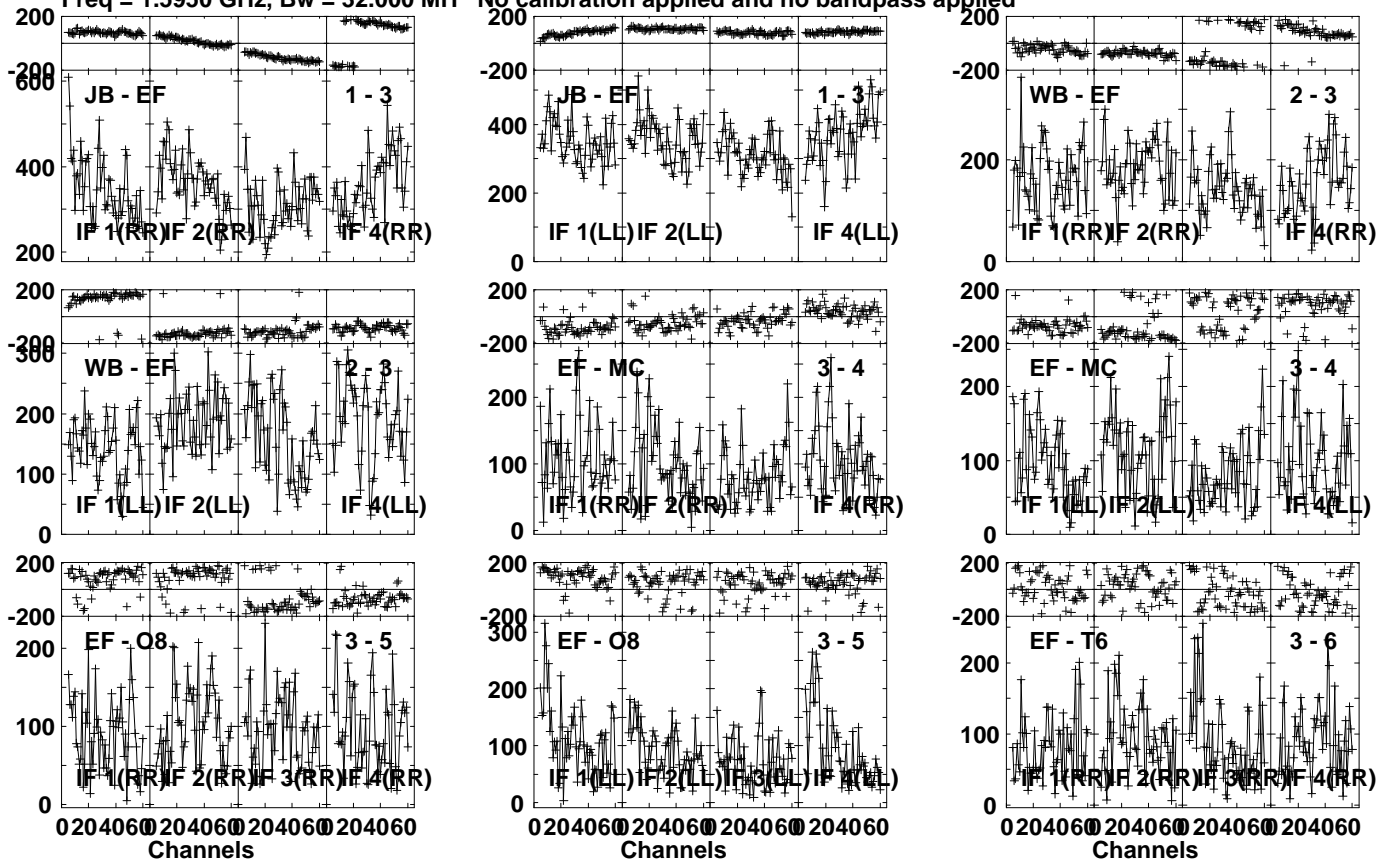 Freq = 1.5950 GHz, Bw = 32.000 MH No calibration applied and no bandpass applied
200
-200
600
400
200
JB - EF 1 - 3
IF 1(RR) IF 2(RR) IF 4(RR)
400
200
0
JB - EF 1 - 3
IF 1(LL) IF 2(LL) IF 4(LL)
200
-200
200
0
WB - EF 2 - 3
IF 1(RR) IF 2(RR) IF 4(RR)
200
-200
300
200
100
0
WB - EF 2 - 3
IF 1(LL) IF 2(LL) IF 4(LL)
200
-200
200
100
0
EF - MC 3 - 4
IF 1(RR) IF 2(RR) IF 4(RR)
200
-200
200
100
0
EF - MC 3 - 4
IF 1(LL) IF 2(LL) IF 4(LL)
200
-200
200
100
0
EF - O8 3 - 5
IF 1(RR) IF 2(RR) IF 3(RR) IF 4(RR)
0 20 40 60 0 20 40 60 0 20 40 60 0 20 40 60
Channels
200
-200
300
200
100
0
EF - O8 3 - 5
IF 1(LL) IF 2(LL) IF 3(LL) IF 4(LL)
0 20 40 60 0 20 40 60 0 20 40 60 0 20 40 60
Channels
200
-200
200
100
0
EF - T6 3 - 6
IF 1(RR) IF 2(RR) IF 3(RR) IF 4(RR)
0 20 40 60 0 20 40 60 0 20 40 60 0 20 40 60
Channels